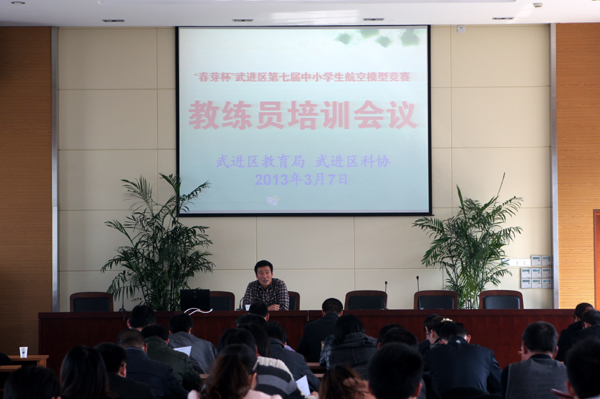 “春芽杯”武进区第七届中小学生航空模型竞赛
教练员培训会议
武进区教育局 武进区科协
2013年3月7日